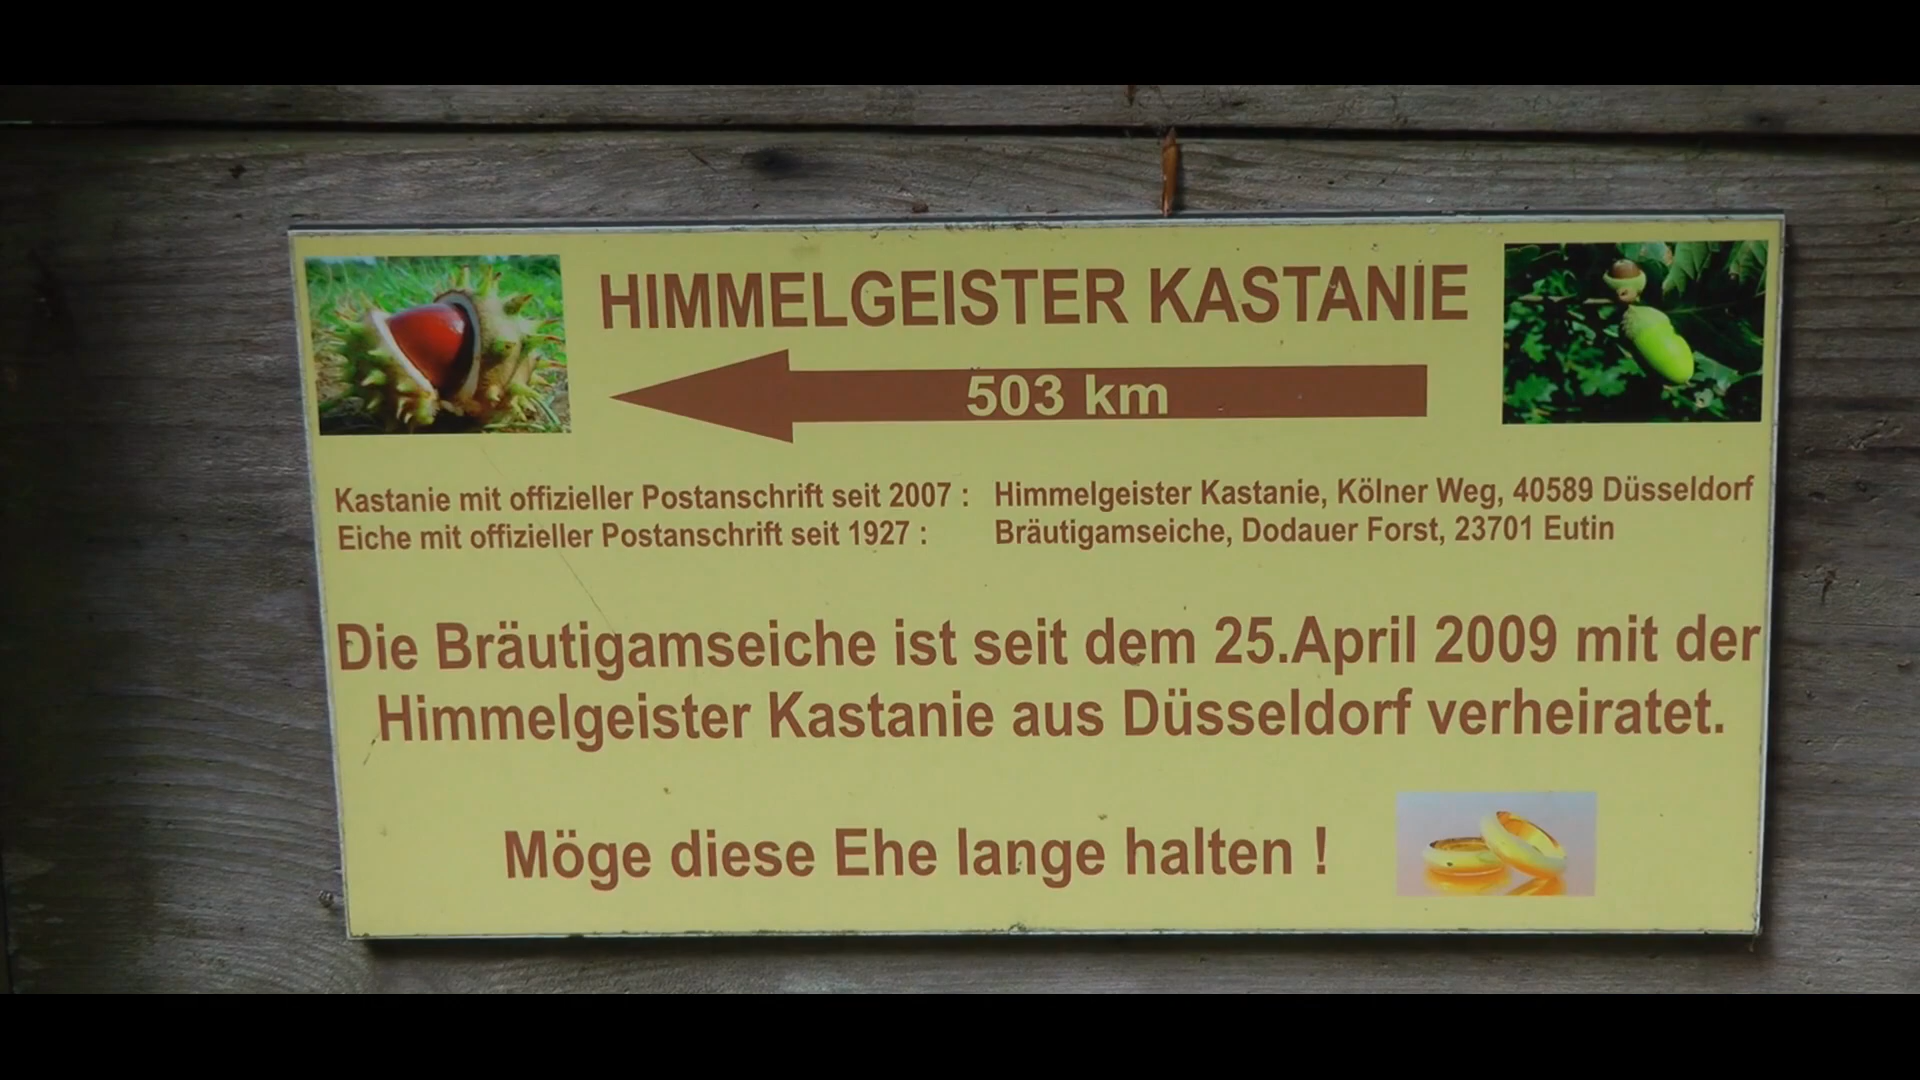 HIMMELGEISTER KASTANIE
503 km
Kastanie mit offizieller Postanschrift seit 2007 : Himmelgeister Kastanie, Kölner Weg, 40589 Düsseldorf
Eiche mit offizieller Postanschrift seit 1927 : Bräutigamseiche, Dodauer Forst, 23701 Eutin
Die Bräutigamseiche ist seit dem 25.April 2009 mit der
Himmelgeister Kastanie aus Düsseldorf verheiratet.
Möge diese Ehe lange halten !